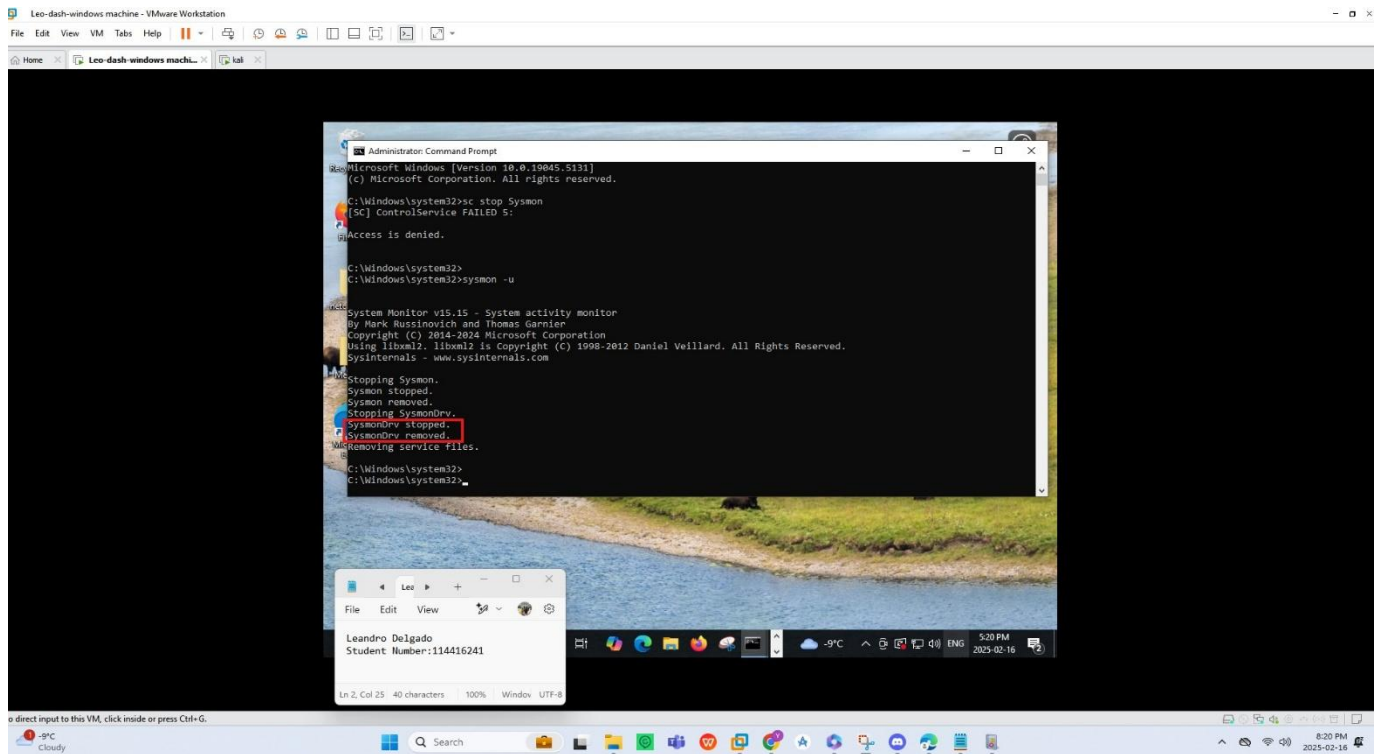 Leo-dash-windows machine - VMware Workstation
File Edit View VM Tabs Help
Home
Leo-dash-windows machi...
kali
Administrator: Command Prompt
Microsoft Windows [Version 10.0.19045.5131]
(c) Microsoft Corporation. All rights reserved.
C:\Windows\system32>sc stop Sysmon
[SC] ControlService FAILED 5:
Access is denied.
C:\Windows\system32>
C:\Windows\system32>sysmon -u
System Monitor v15.15 - System activity monitor
By Mark Russinovich and Thomas Garnier
Copyright (C) 2014-2024 Microsoft Corporation
Using libxml2. libxml2 is Copyright (C) 1998-2012 Daniel Veillard. All Rights Reserved.
Sysinternals - www.sysinternals.com
Stopping Sysmon.
Sysmon stopped.
Sysmon removed.
Stopping SysmonDrv.
SysmonDrv stopped.
SysmonDrv removed.
Removing service files.
C:\Windows\system32>
C:\Windows\system32>
Lea
File Edit View
Leandro Delgado
Student Number:114416241
Ln 2, Col 25 40 characters 100% Window UTF-8
-9°C ENG 5:20 PM
2025-02-16
o direct input to this VM, click inside or press Ctrl+G.
-9°C
Cloudy
Search
8:20 PM
2025-02-16